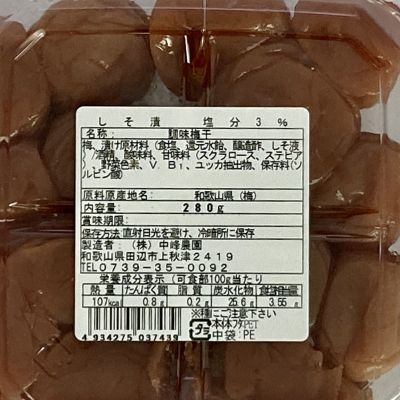 しそ漬 塩分3%
名称: 調味梅干
梅、漬け原材料(食塩、還元水飴、醸造酢、しそ液
)/酒精、酸味料、甘味料(スクラロース、ステビア
)野菜色素、V.B1、ユッカ抽出物、保存料(ソ
ルビン酸)
原料原産地名: 和歌山県(梅)
内容量: 280g
賞味期限:
保存方法:直射日光を避け、冷暗所に保存
製造者: (株)中峰農園
和歌山県田辺市上秋津2419
TEL0739-35-0092
栄養成分表示(可食部100g当たり
熱量 たんぱく質 脂質 炭水化物 食塩相当量
107kcal 0.8g 0.2g 25.6g 3.55g
※種にご注意下さい
プラ
本体フタPET
中袋:PE
4934275037439